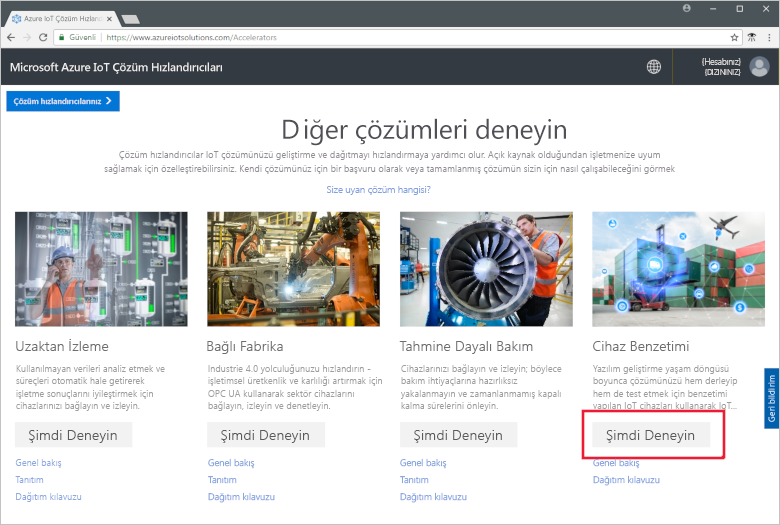 Azure IoT Çözüm Hızlandı
Güvenli | https://www.azureiotsolutions.com/Accelerators
Microsoft Azure IoT Çözüm Hızlandırıcıları
{Hesabınız}
{DIZINIZ}
Çözüm hızlandırıcılarınız
Diğer çözümleri deneyin
Çözüm hızlandırıcılar IoT çözümünüzü geliştirme ve dağıtmayı hızlandırmaya yardımcı olur. Açık kaynak olduğundan işletmenize uyum
sağlamak için özelleştirebilirsiniz. Kendi çözümünüz için bir başvuru olarak veya tamamlanmış çözümün sizin için nasıl çalışabileceğini görmek
Size uyan çözüm hangisi?
Uzaktan İzleme
Kullanılmayan verileri analiz etmek ve
süreçleri otomatik hale getirerek
işletme sonuçlarını iyileştirmek için
cihazlarınızı bağlayın ve izleyin.
Şimdi Deneyin
Genel bakış
Tanıtım
Dağıtım kılavuzu
Bağlı Fabrika
Industrie 4.0 yolculuğunuzu hızlandırın -
işletimsel üretkenlik ve karlılığı artırmak için
OPC UA kullanarak sektör cihazlarını
bağlayın, izleyin ve denetleyin.
Şimdi Deneyin
Genel bakış
Tanıtım
Dağıtım kılavuzu
Tahmine Dayalı Bakım
Cihazlarınızı bağlayın ve izleyin; böylece
bakım ihtiyaçlarına hazırlıksız
yakalanmayın ve zamanlanmamış kapalı
kalma sürelerini önleyin.
Şimdi Deneyin
Genel bakış
Tanıtım
Dağıtım kılavuzu
Cihaz Benzetimi
Yazılım geliştirme yaşam döngüsü
boyunca çözümünüzü hem derleyip
hem de test etmek için benzetimi
yapılan IoT cihazları kullanarak IoT...
Şimdi Deneyin
Genel bakış
Dağıtım kılavuzu
Geri bildirim